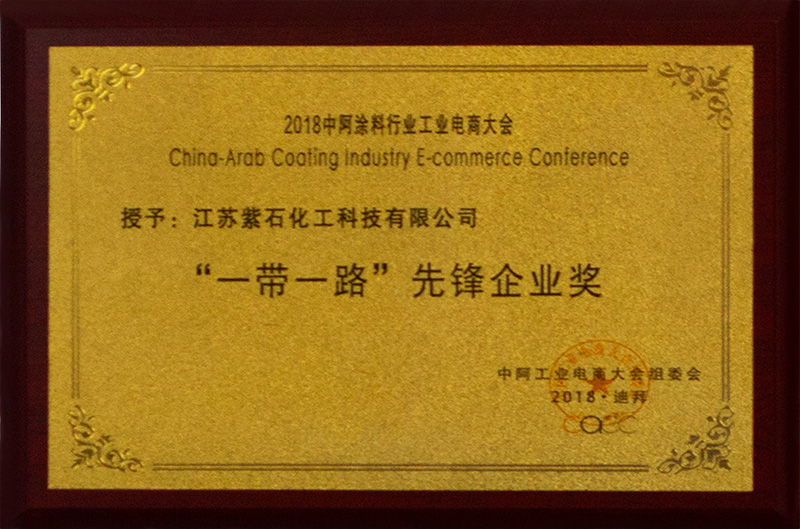 2018中阿涂料行业工业电商大会
China-Arab Coating Industry E-commerce Conference
授予：江苏紫石化工科技有限公司
“一带一路”先锋企业奖
中阿工业电商大会组委会
2018·迪拜
cacc